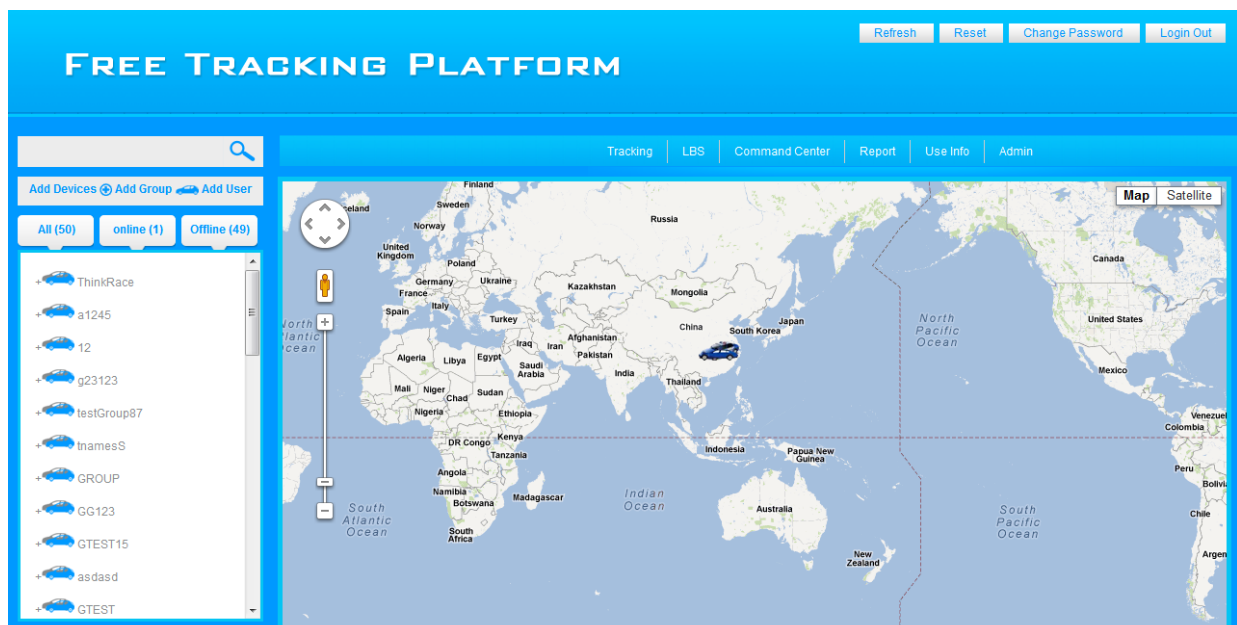 Refresh Reset Change Password Login Out
FREE TRACKING PLATFORM
Tracking LBS Command Center Report Use Info Admin
Add Devices Add Group Add User
All (50) online (1) Offline (49)
+ ThinkRace
+ a1245
+ 12
+ g23123
+ testGroup87
+ tnamesS
+ GROUP
+ GG123
+ GTEST15
+ asdasd
+ GTEST
Map Satellite
Finland
Iceland
Sweden
Russia
Norway
United
Kingdom
Canada
Poland
Germany
Ukraine
Kazakhstan
Mongolia
France
Italy
Spain
Turkey
North
Atlantic
Ocean
China
South Korea
Japan
North
Pacific
Ocean
United States
Iraq
Iran
Afghanistan
Pakistan
Algeria
Libya
Egypt
Saudi
Arabia
India
Thailand
Mexico
Mali
Niger
Chad
Sudan
Nigeria
Ethiopia
Venezuel
Colombia
DR Congo
Kenya
Tanzania
Indonesia
Papua New
Guinea
Peru
Angola
Bolivia
Namibia
Botswana
Madagascar
South
Atlantic
Ocean
Indian
Ocean
Australia
South
Pacific
Ocean
Chile
South
Africa
New
Zealand
Argen